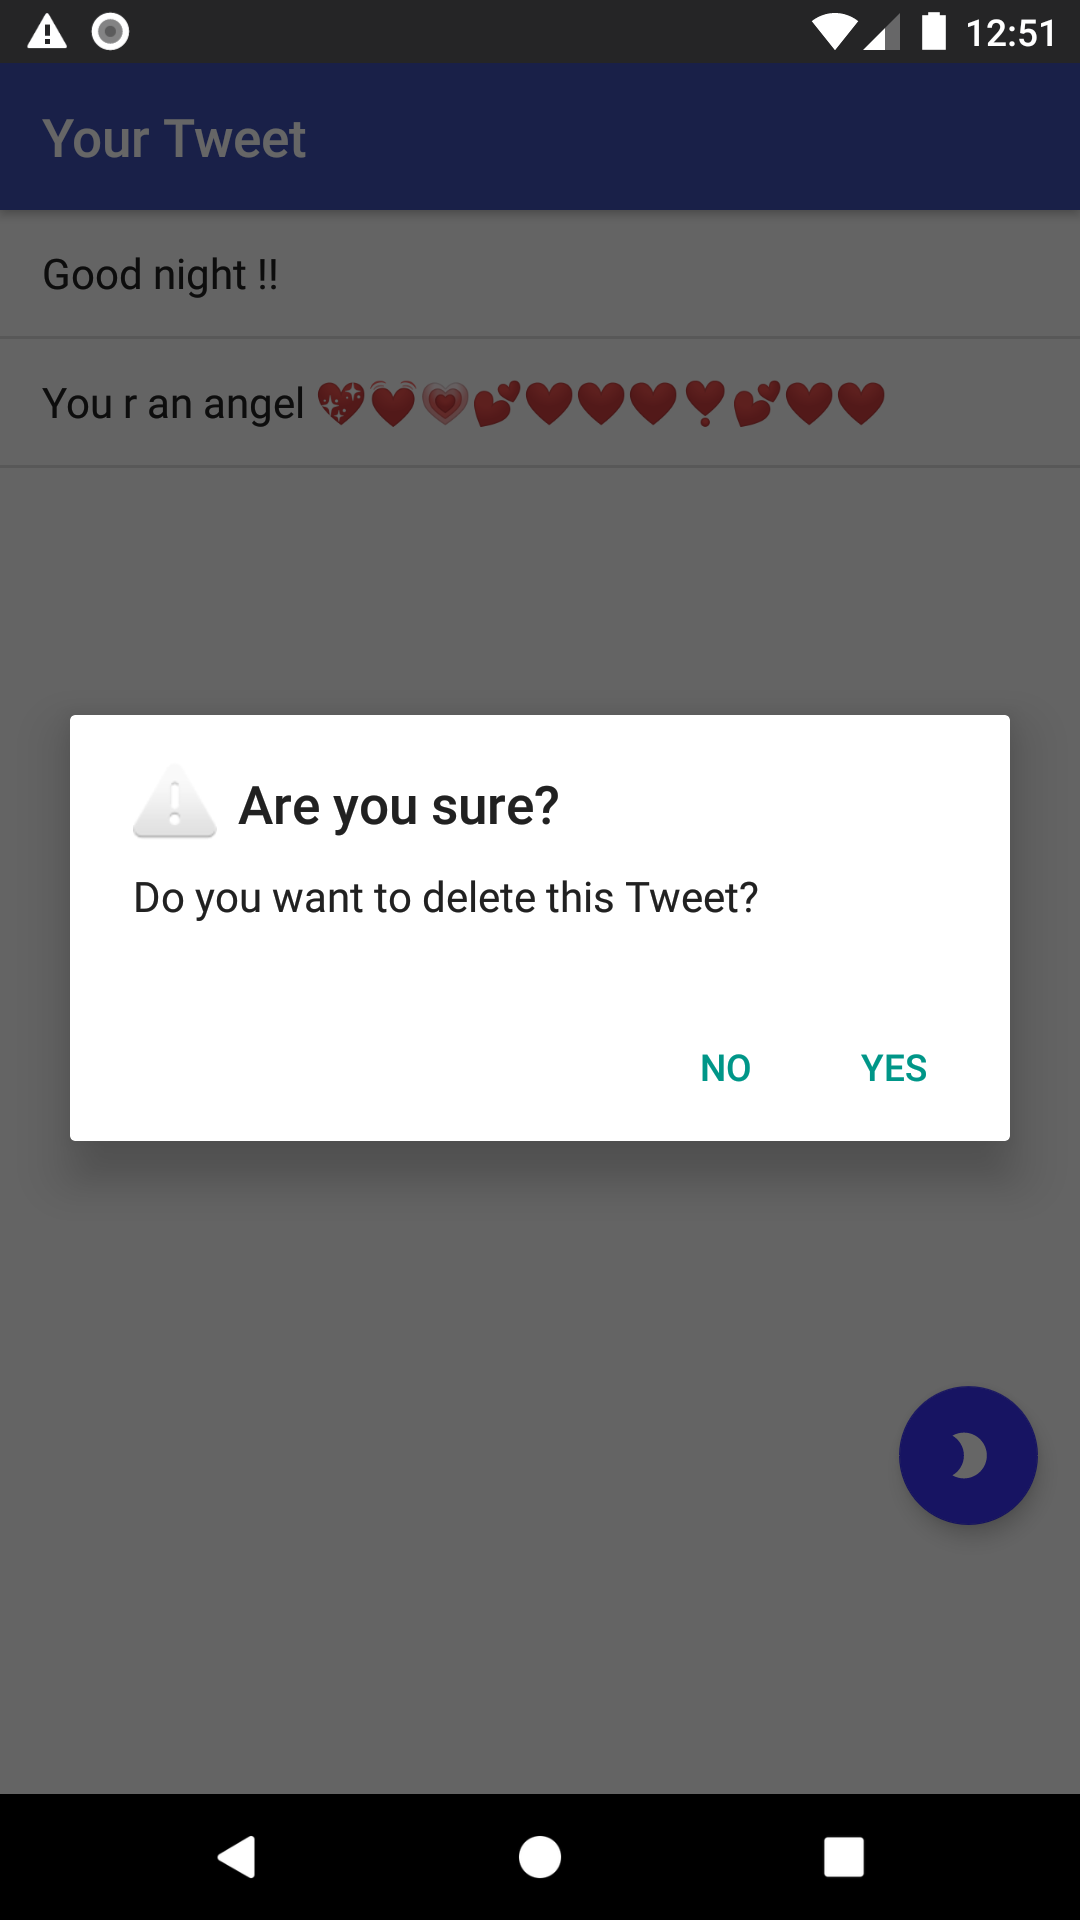 12:51
Your Tweet
Good night !!
You r an angel 💖💓💗💕❤️❤️❤️❣️💕❤️❤️
Are you sure?
Do you want to delete this Tweet?
NO YES